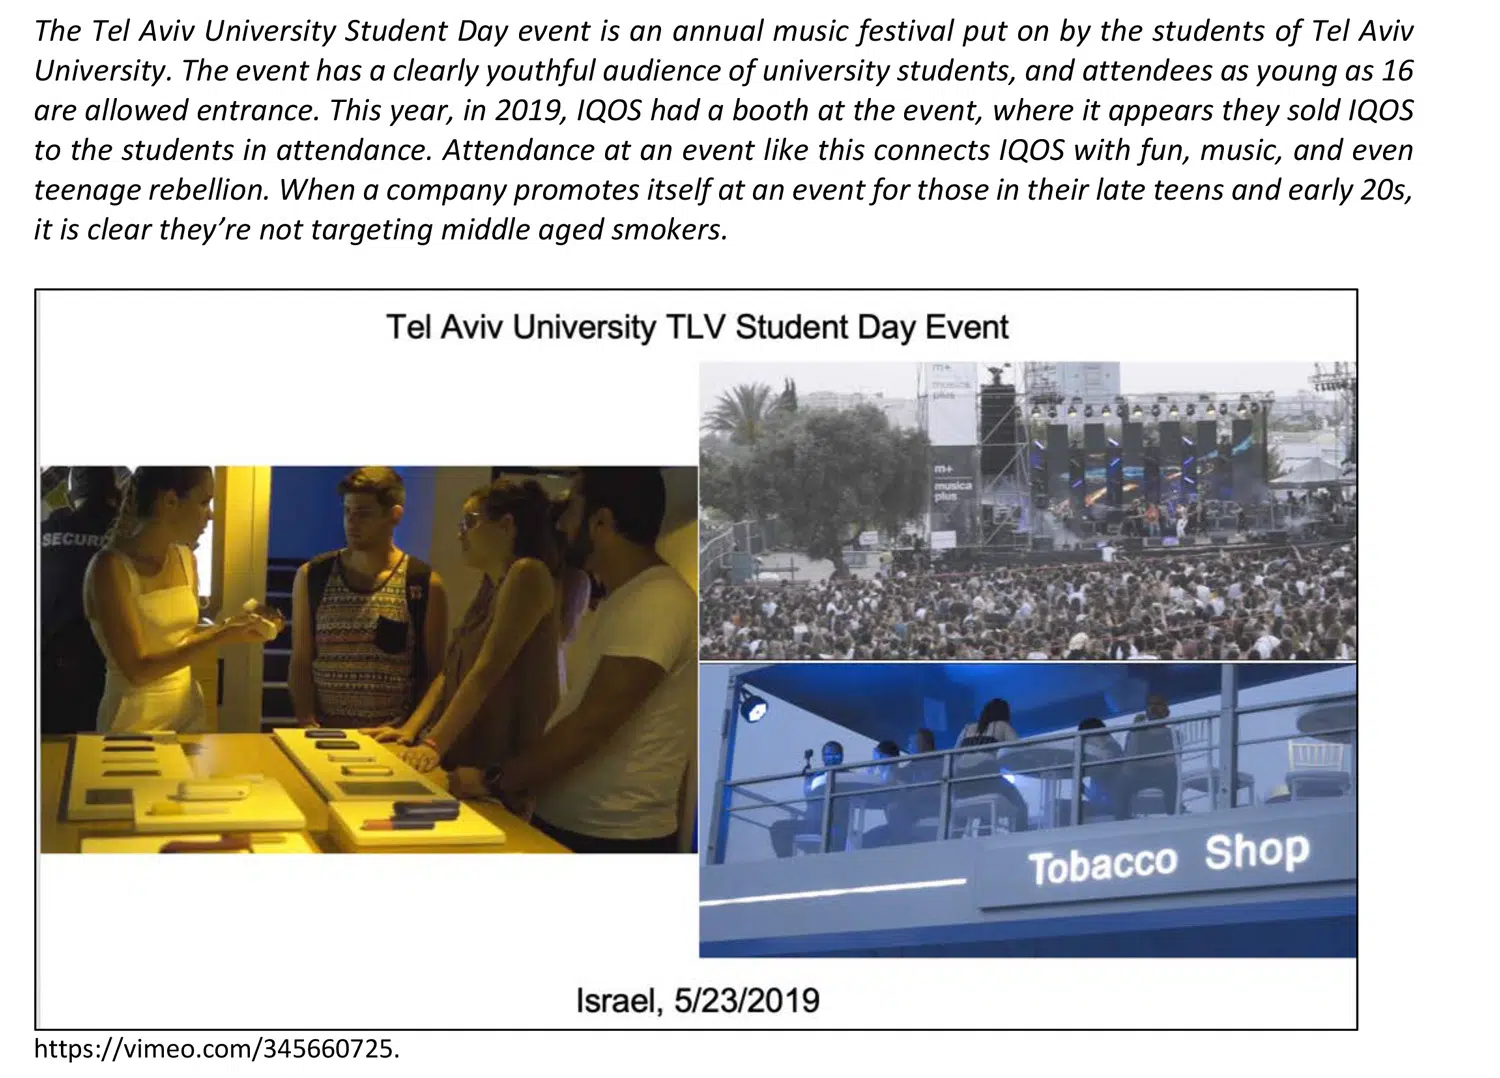 The Tel Aviv University Student Day event is an annual music festival put on by the students of Tel Aviv
University. The event has a clearly youthful audience of university students, and attendees as young as 16
are allowed entrance. This year, in 2019, IQOS had a booth at the event, where it appears they sold IQOS
to the students in attendance. Attendance at an event like this connects IQOS with fun, music, and even
teenage rebellion. When a company promotes itself at an event for those in their late teens and early 20s,
it is clear they’re not targeting middle aged smokers.
Tel Aviv University TLV Student Day Event
m+
musica
plus
m+
musica
plus
SECURI
Tobacco Shop
Israel, 5/23/2019
https://vimeo.com/345660725.